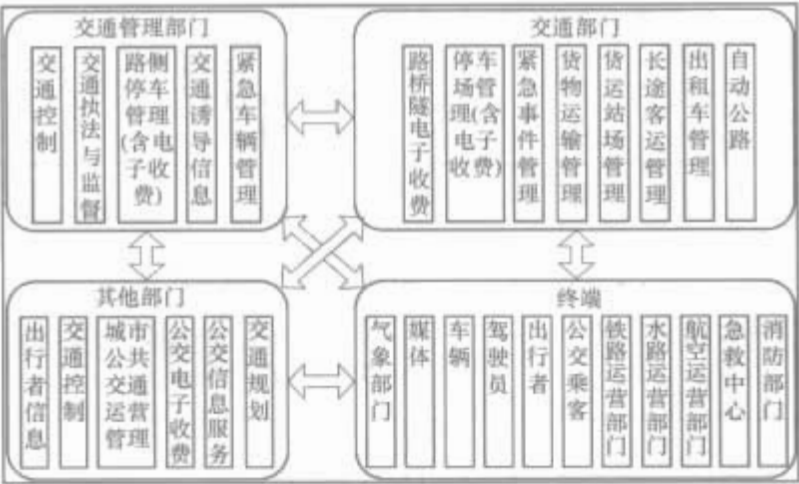 交通管理部门
交通控制
交通执法与监督
路侧停车管理(含电子收费)
交通诱导信息
紧急车辆管理
交通部门
路桥隧电子收费
停车场管理(含电子收费)
紧急事件管理
货物运输管理
货运站场管理
长途客运管理
出租车管理
自动公路
其他部门
出行者信息
交通控制
城市公共交通运营管理
公交电子收费
公交信息服务
交通规划
终端
气象部门
媒体
车辆
驾驶员
出行者
公交乘客
铁路运营部门
水路运营部门
航空运营部门
急救中心
消防部门